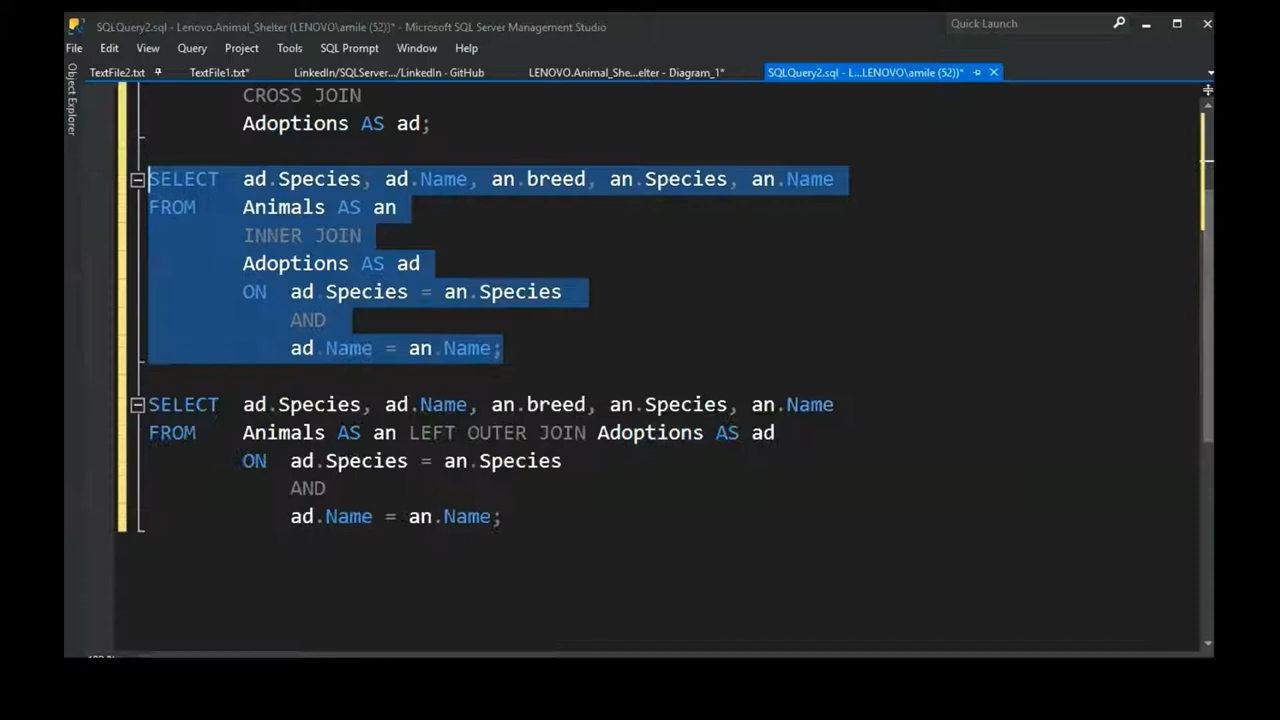 SQLQuery2.sql - Lenovo.Animal_Shelter (LENOVO\amile (52))* - Microsoft SQL Server Management Studio
Quick Launch
File Edit View Query Project Tools SQL Prompt Window Help
TextFile2.txt TextFile1.txt* LinkedIn/SQLServer.../LinkedIn - GitHub LENOVO.Animal_She...elter - Diagram_1* SQLQuery2.sql - L...LENOVO\amile (52))*
Object Explorer
CROSS JOIN
Adoptions AS ad;
SELECT ad.Species, ad.Name, an.breed, an.Species, an.Name
FROM Animals AS an
INNER JOIN
Adoptions AS ad
ON ad.Species = an.Species
AND
ad.Name = an.Name;
SELECT ad.Species, ad.Name, an.breed, an.Species, an.Name
FROM Animals AS an LEFT OUTER JOIN Adoptions AS ad
ON ad.Species = an.Species
AND
ad.Name = an.Name;